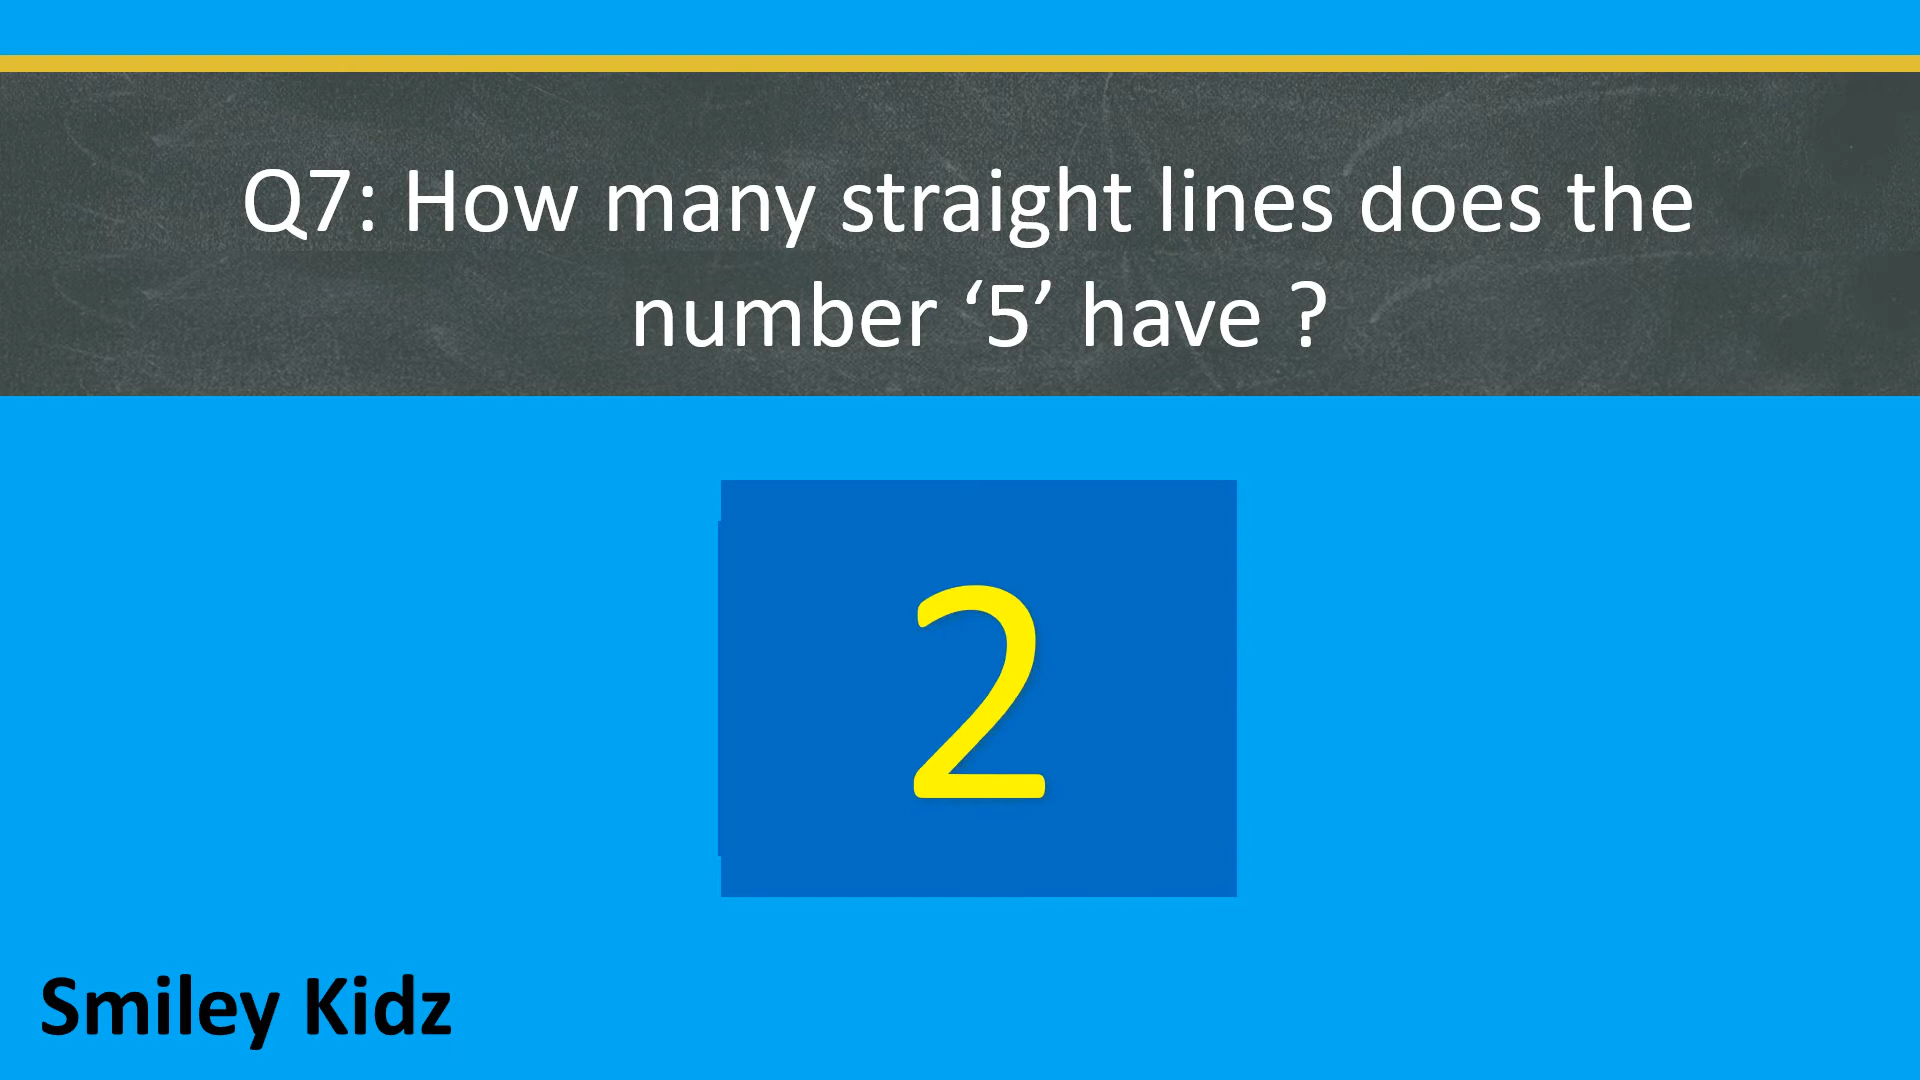 Q7: How many straight lines does the
number ‘5’ have ?
2
Smiley Kidz